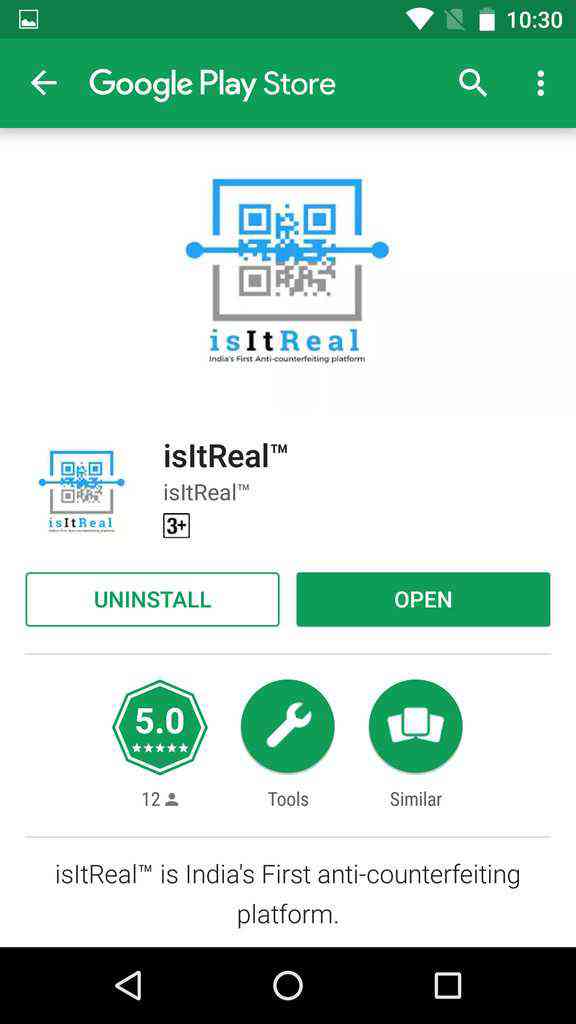 10:30
Google Play Store
isItReal
India's First Anti-counterfeiting platform
isItReal™
isItReal™
3+
isItReal
UNINSTALL
OPEN
5.0
12
Tools
Similar
isItReal™ is India's First anti-counterfeiting
platform.